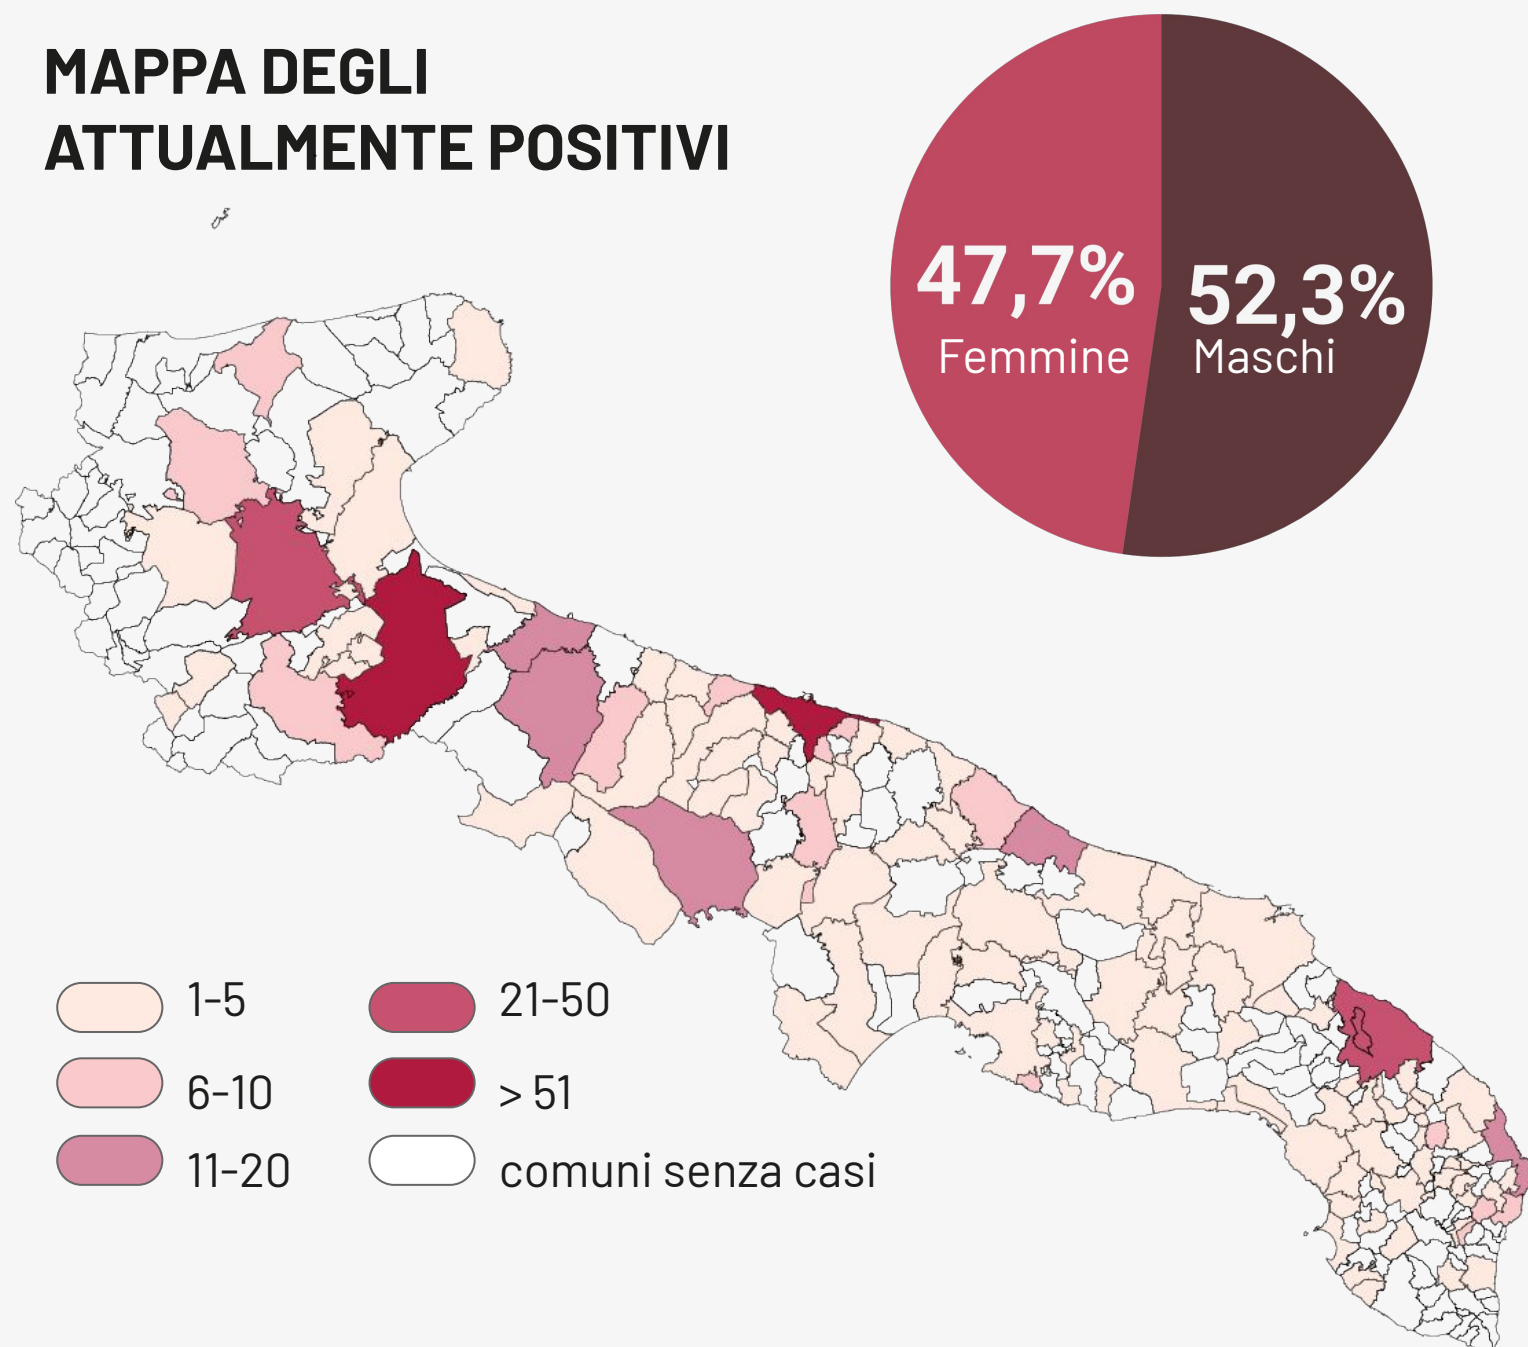 MAPPA DEGLI
ATTUALMENTE POSITIVI
47,7%
Femmine
52,3%
Maschi
1-5
6-10
11-20
21-50
> 51
comuni senza casi